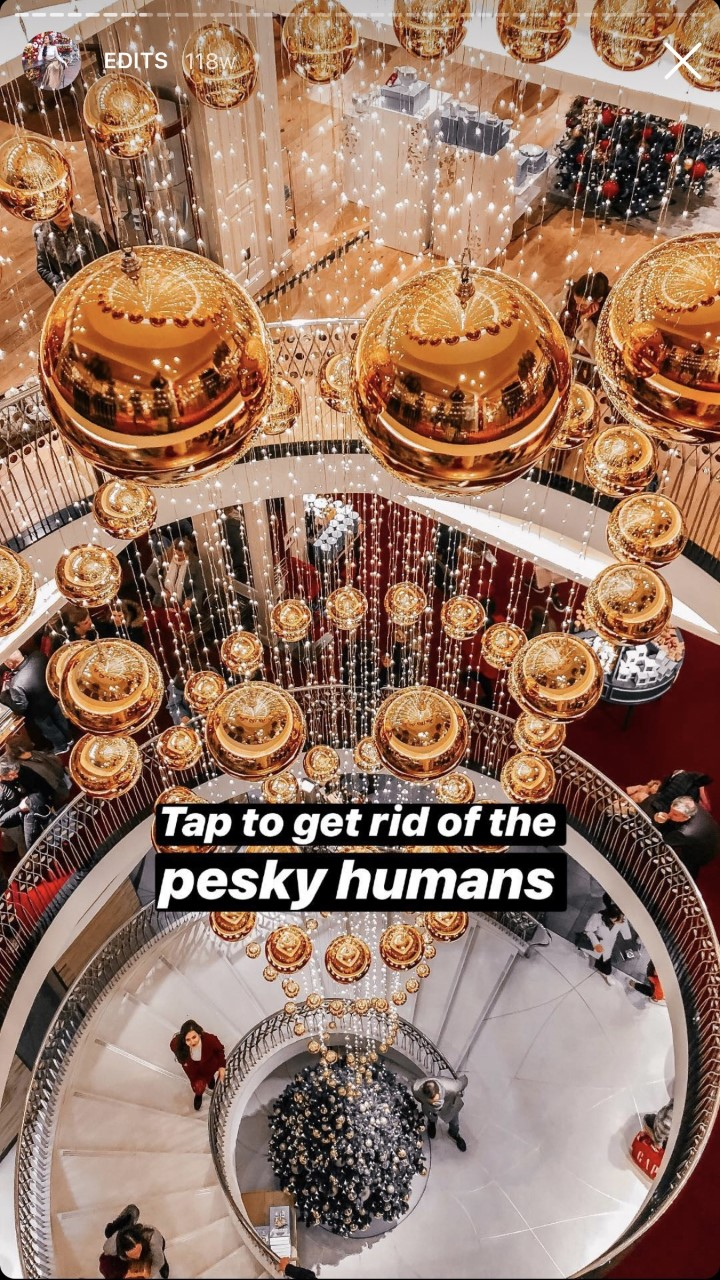 EDITS 118w
Tap to get rid of the
pesky humans